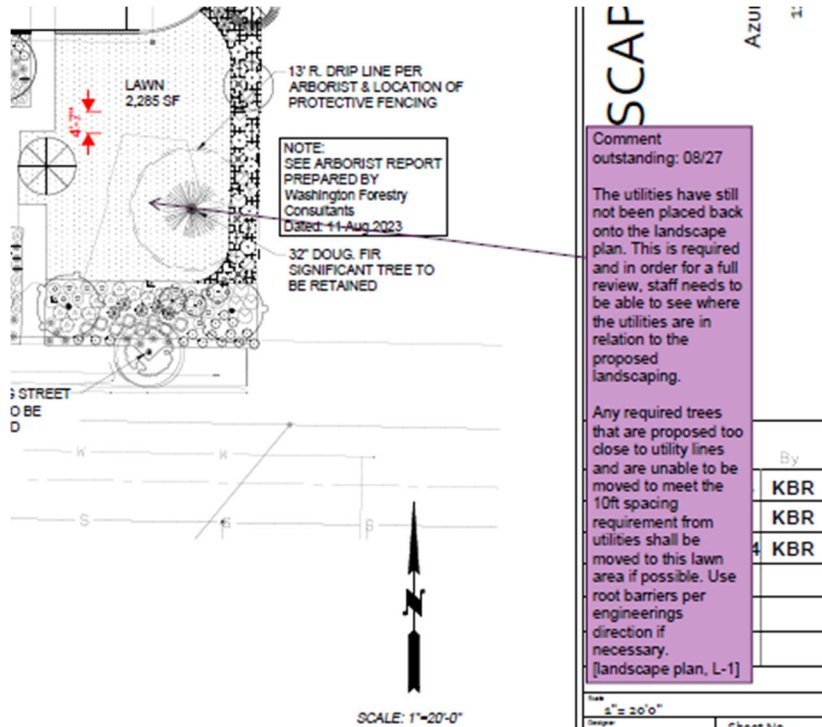 LAWN
2,285 SF
4'-7"
13' R. DRIP LINE PER
ARBORIST & LOCATION OF
PROTECTIVE FENCING
NOTE:
SEE ARBORIST REPORT
PREPARED BY
Washington Forestry
Consultants
Dated: 11-Aug 2023
32" DOUG. FIR
SIGNIFICANT TREE TO
BE RETAINED
STREET
O BE
D
W
W
S
S
S
N
SCALE: 1"=20'-0"
SCAP
Azu
Comment
outstanding: 08/27
The utilities have still
not been placed back
onto the landscape
plan. This is required
and in order for a full
review, staff needs to
be able to see where
the utilities are in
relation to the
proposed
landscaping.
Any required trees
that are proposed too
close to utility lines
and are unable to be
moved to meet the
10ft spacing
requirement from
utilities shall be
moved to this lawn
area if possible. Use
root barriers per
engineerings
direction if
necessary.
[landscape plan, L-1]
By
KBR
KBR
4 KBR
Scale
1"= 20'0"
Designer
Sheet No.